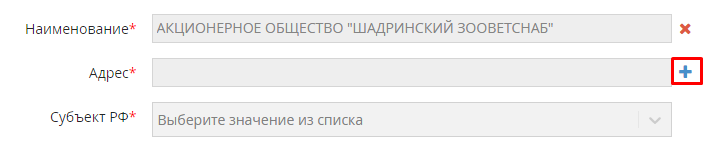 Наименование* АКЦИОНЕРНОЕ ОБЩЕСТВО "ШАДРИНСКИЙ ЗООВЕТСНАБ"
Адрес*
Субъект РФ* Выберите значение из списка